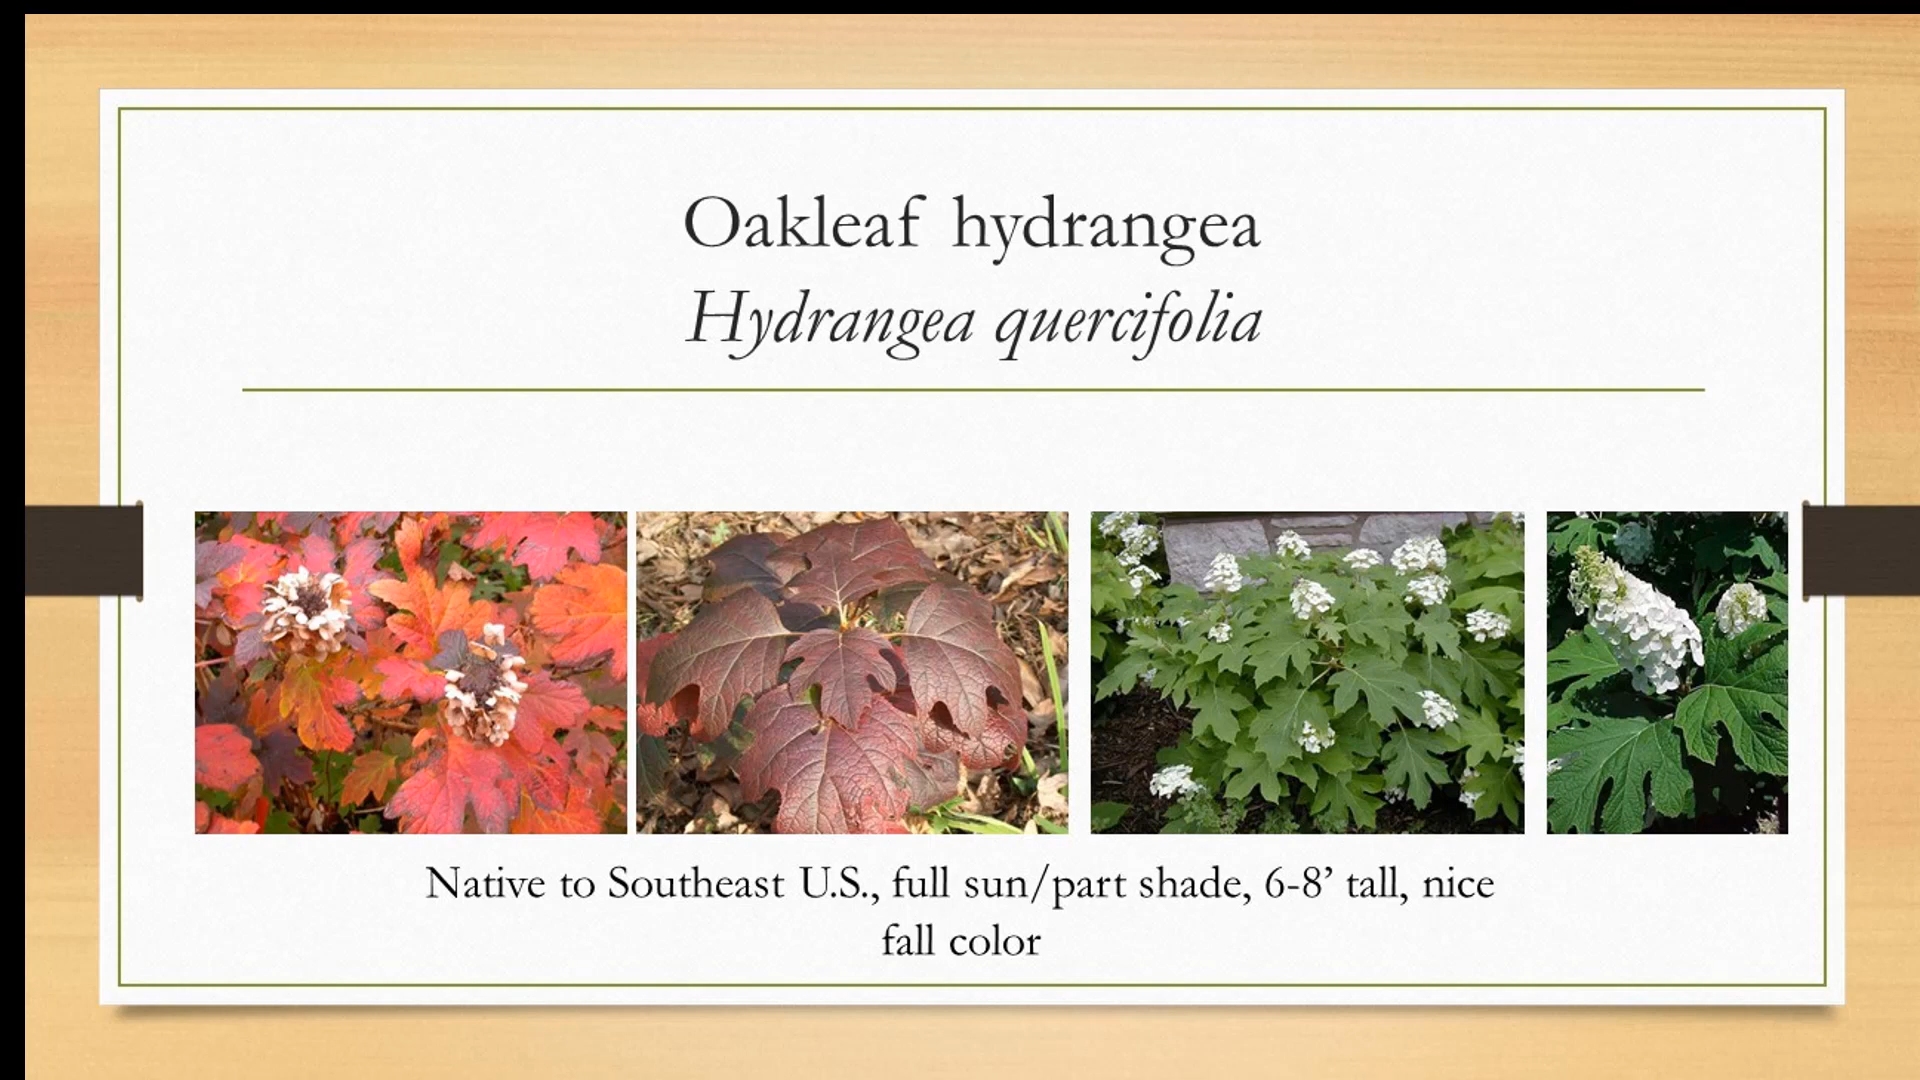 Oakleaf hydrangea
Hydrangea quercifolia
Native to Southeast U.S., full sun/part shade, 6-8’ tall, nice
fall color